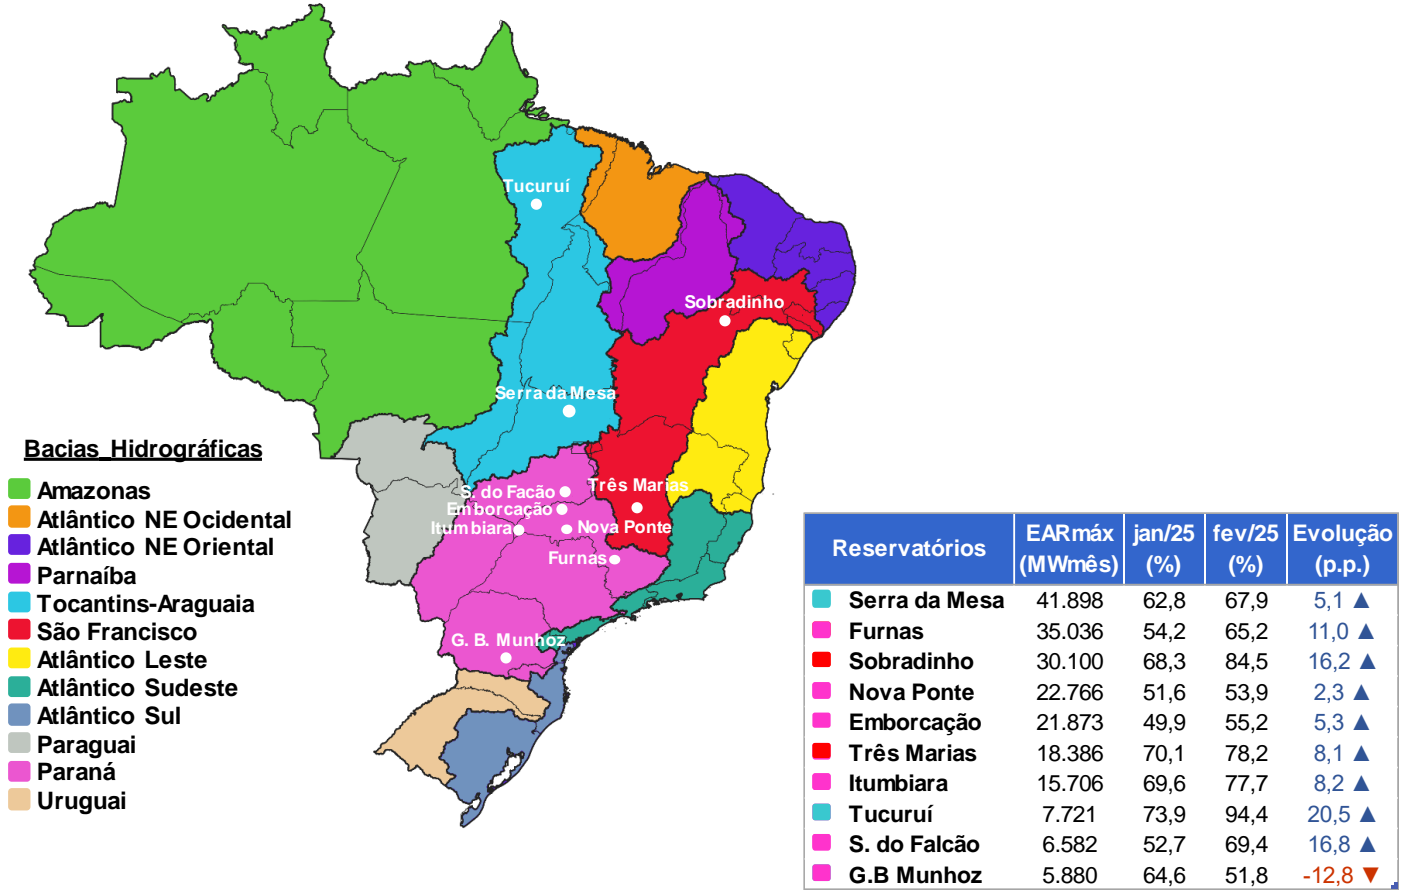 Tucuruí
Sobradinho
Serra da Mesa
S. do Facão
Três Marias
Emborcação
Itumbiara
Nova Ponte
Furnas
G. B. Munhoz
Bacias_Hidrográficas
Amazonas
Atlântico NE Ocidental
Atlântico NE Oriental
Parnaíba
Tocantins-Araguaia
São Francisco
Atlântico Leste
Atlântico Sudeste
Atlântico Sul
Paraguai
Paraná
Uruguai
Reservatórios EARmáx (MWmês) jan/25 (%) fev/25 (%) Evolução (p.p.)
Serra da Mesa 41.898 62,8 67,9 5,1 ▲
Furnas 35.036 54,2 65,2 11,0 ▲
Sobradinho 30.100 68,3 84,5 16,2 ▲
Nova Ponte 22.766 51,6 53,9 2,3 ▲
Emborcação 21.873 49,9 55,2 5,3 ▲
Três Marias 18.386 70,1 78,2 8,1 ▲
Itumbiara 15.706 69,6 77,7 8,2 ▲
Tucuruí 7.721 73,9 94,4 20,5 ▲
S. do Falcão 6.582 52,7 69,4 16,8 ▲
G.B Munhoz 5.880 64,6 51,8 -12,8 ▼